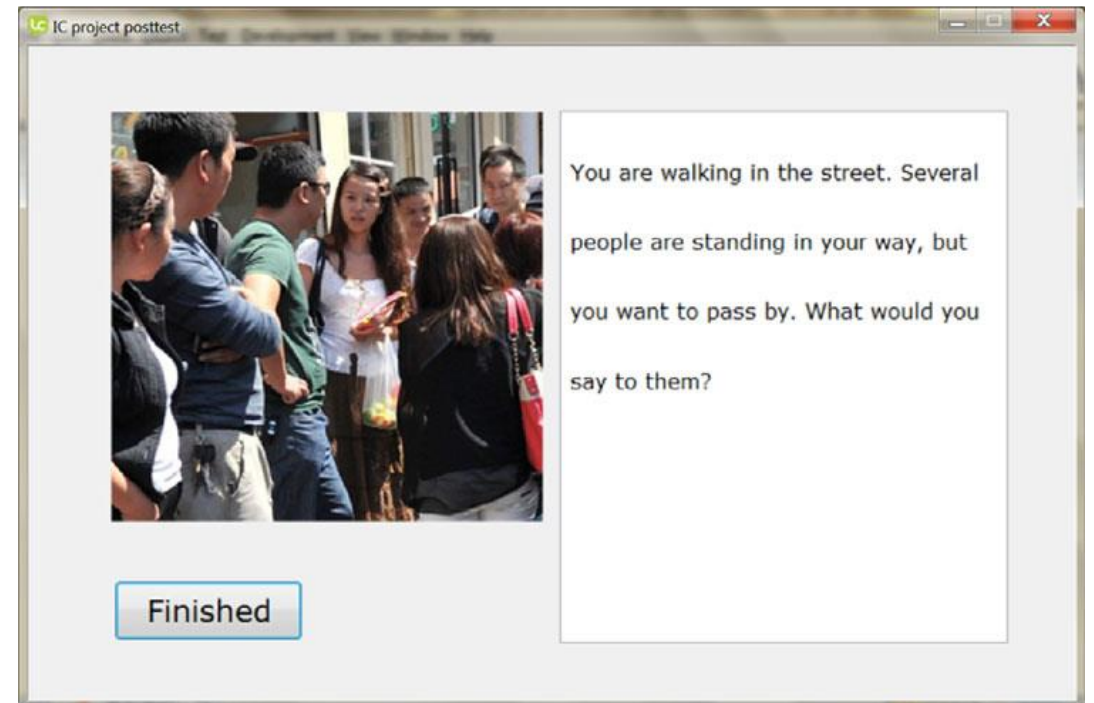 IC project posttest
You are walking in the street. Several
people are standing in your way, but
you want to pass by. What would you
say to them?
Finished